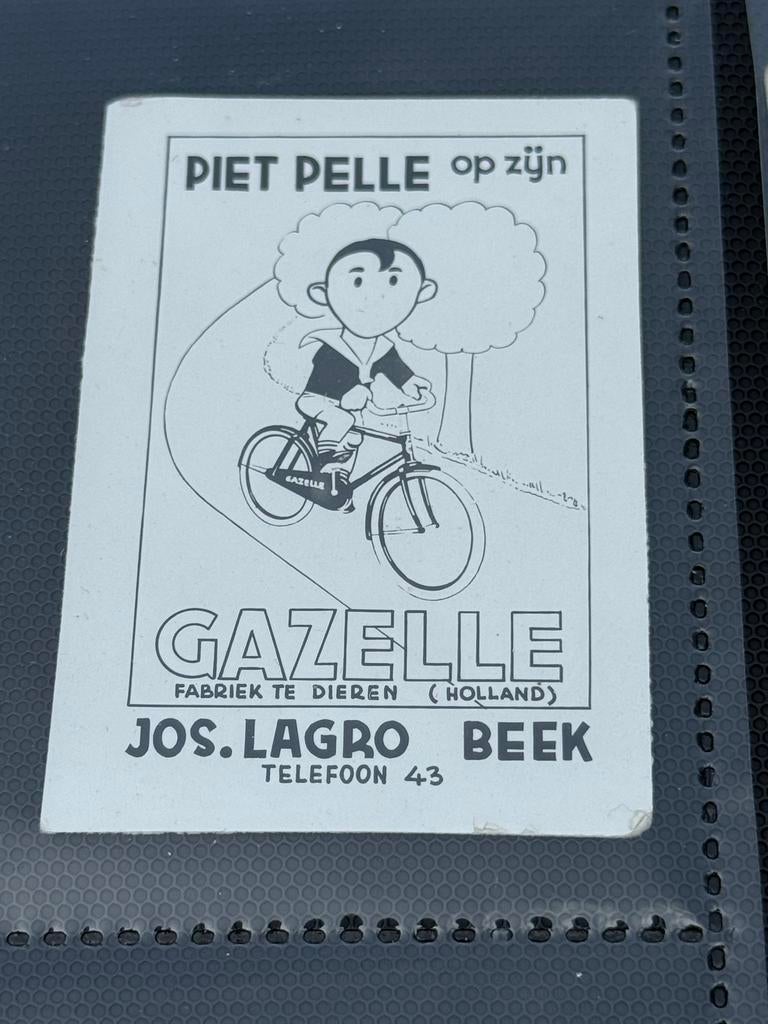 PIET PELLE op zijn
GAZELLE
GAZELLE
FABRIEK TE DIEREN (HOLLAND)
JOS. LAGRO BEEK
TELEFOON 43